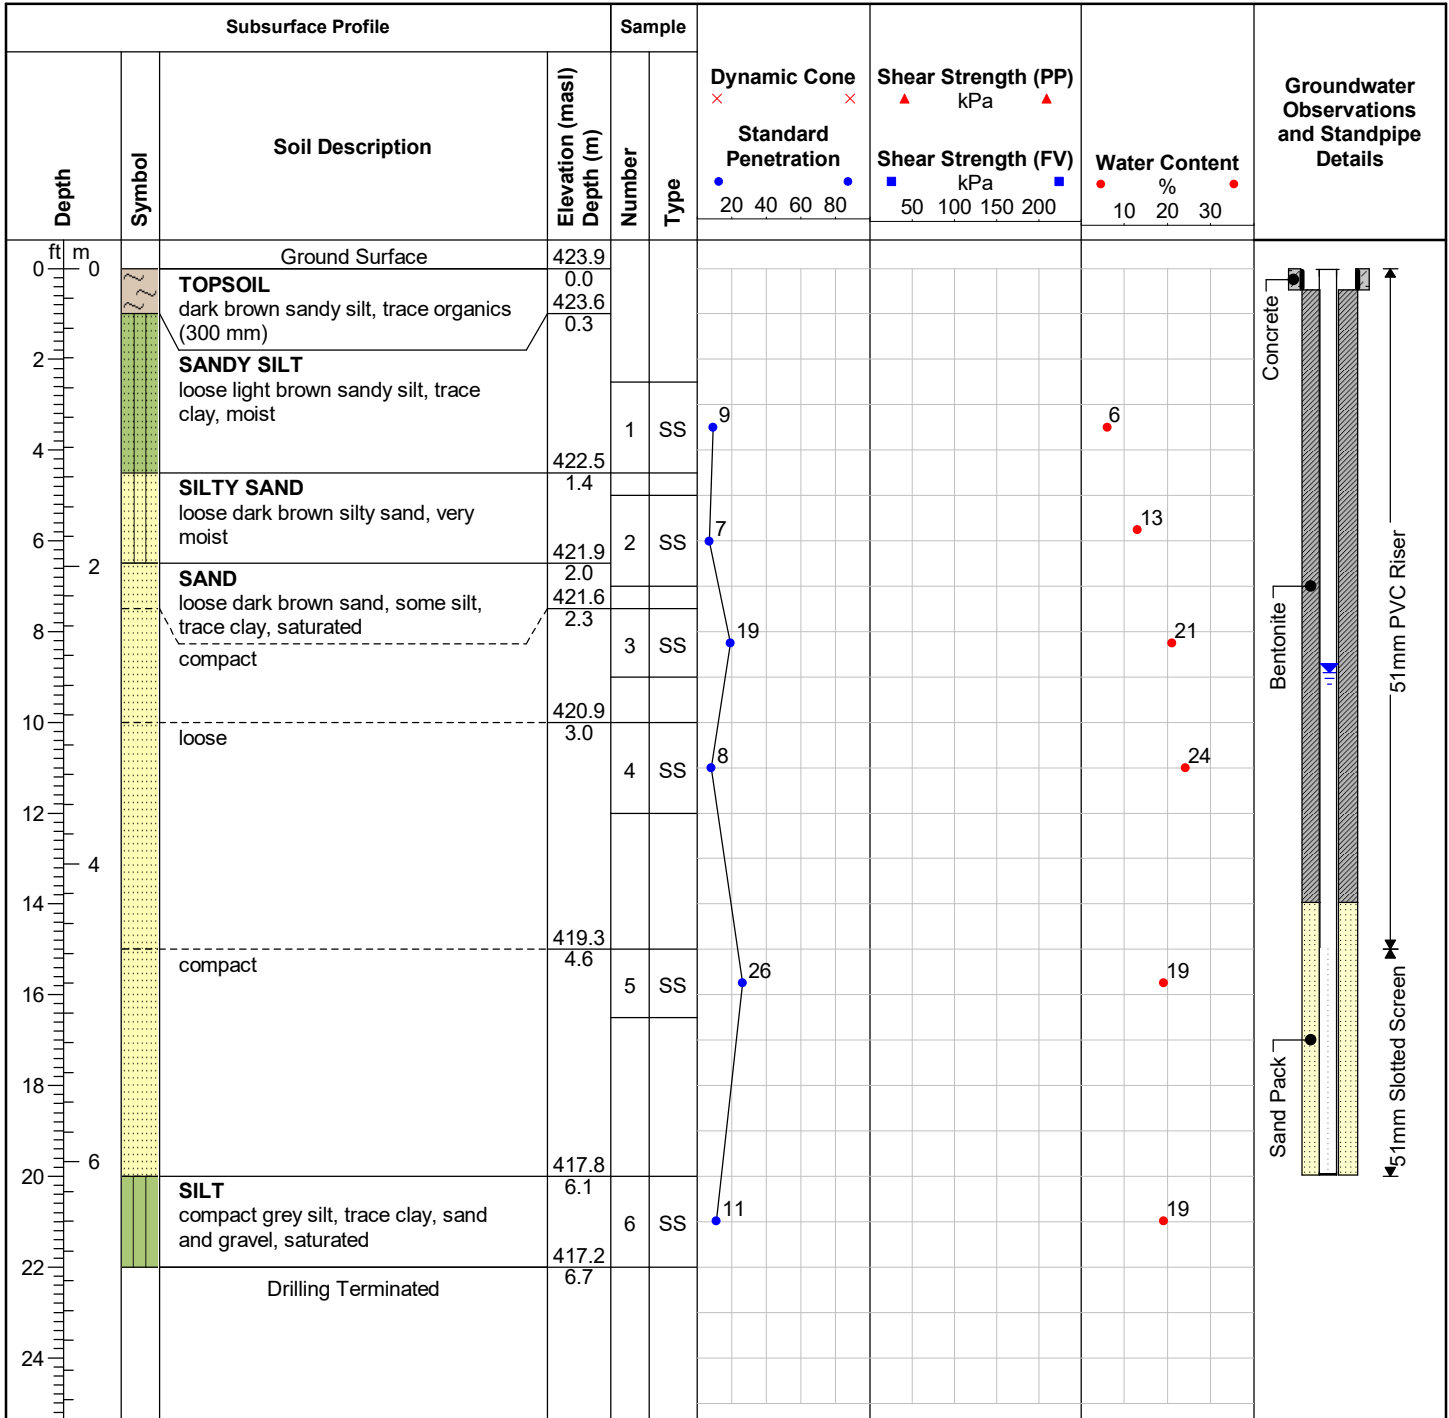 Subsurface Profile
Sample
Depth
Symbol
Soil Description
Elevation (masl)
Depth (m)
Number
Type
Dynamic Cone
Standard
Penetration
20 40 60 80
Shear Strength (PP)
kPa
Shear Strength (FV)
kPa
50 100 150 200
Water Content
%
10 20 30
Groundwater
Observations
and Standpipe
Details
ft m
Ground Surface
423.9
0 0
0.0
TOPSOIL
dark brown sandy silt, trace organics
(300 mm)
423.6
0.3
2
SANDY SILT
loose light brown sandy silt, trace
clay, moist
1 SS
9
6
4
422.5
1.4
SILTY SAND
loose dark brown silty sand, very
moist
2 SS
7
13
6
421.9
2
2.0
SAND
loose dark brown sand, some silt,
trace clay, saturated
421.6
2.3
8
compact
3 SS
19
21
420.9
10
3.0
loose
4 SS
8
24
12
4
14
419.3
4.6
compact
5 SS
26
19
16
18
6
417.8
20
6.1
SILT
compact grey silt, trace clay, sand
and gravel, saturated
6 SS
11
19
417.2
22
6.7
Drilling Terminated
24
Concrete
Bentonite
Sand Pack
51mm PVC Riser
51mm Slotted Screen